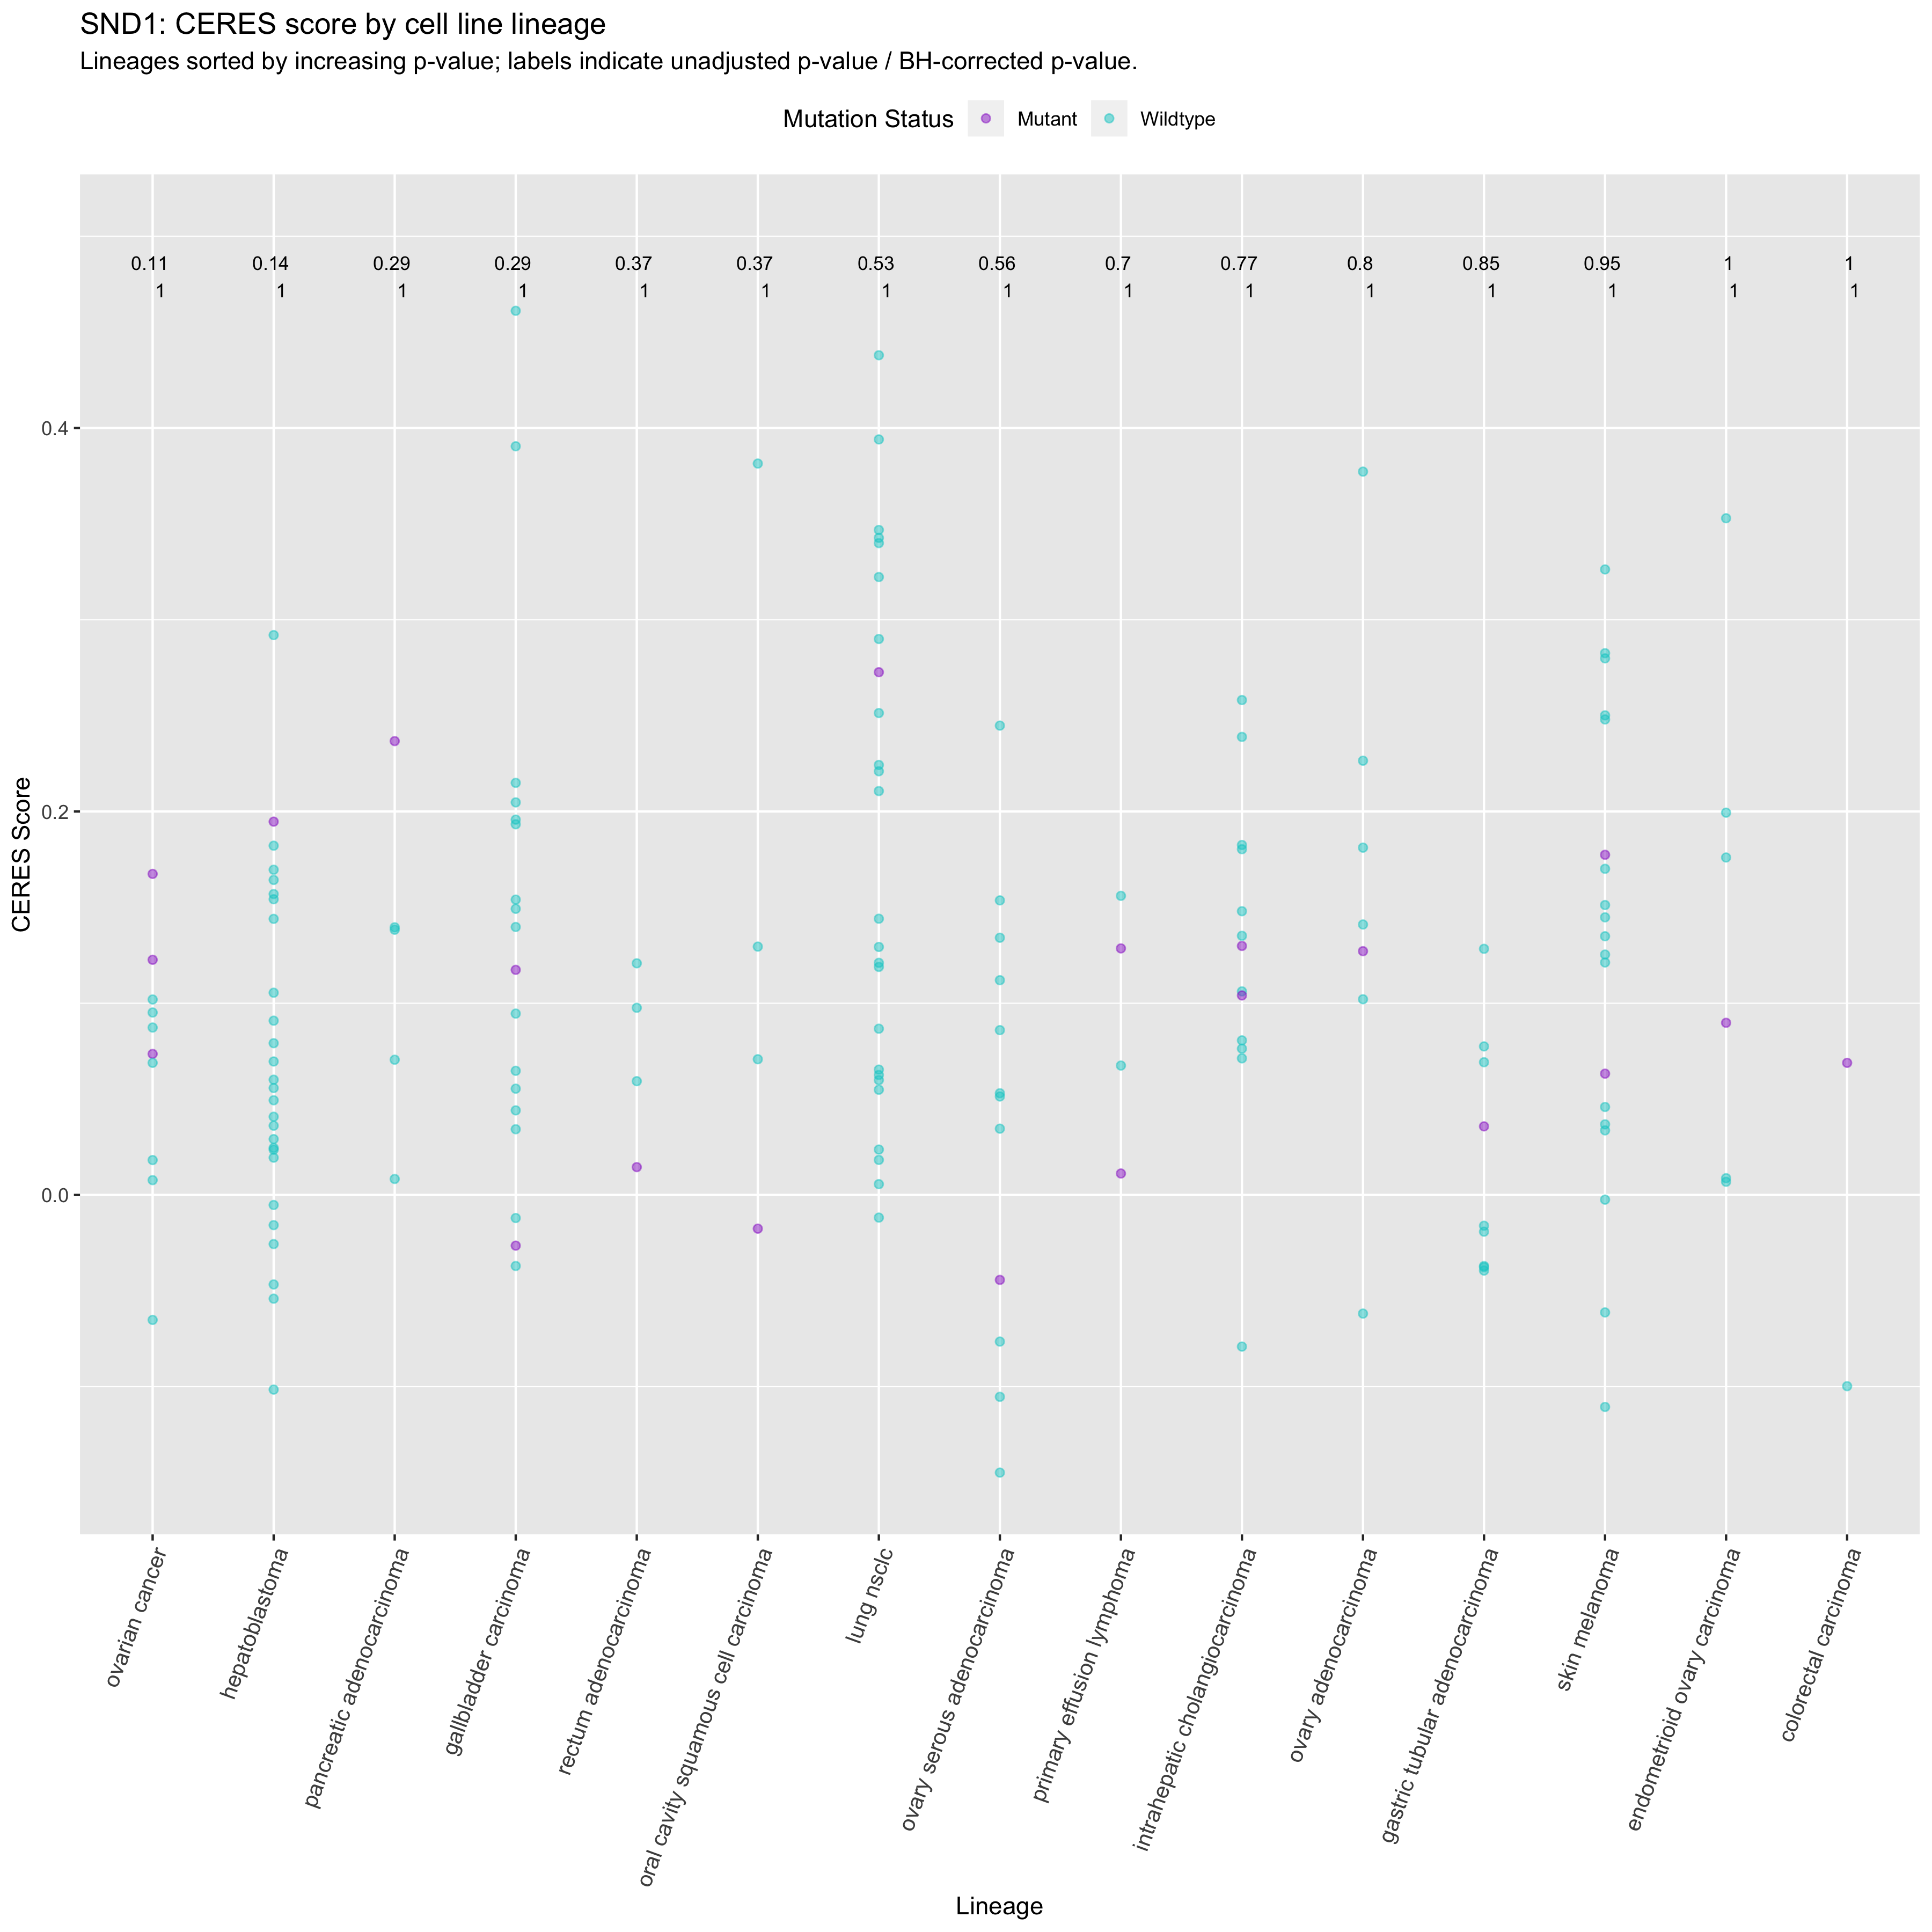 SND1: CERES score by cell line lineage
Lineages sorted by increasing p-value; labels indicate unadjusted p-value / BH-corrected p-value.
Mutation Status Mutant Wildtype
0.11 0.14 0.29 0.29 0.37 0.37 0.53 0.56 0.7 0.77 0.8 0.85 0.95 1 1
1 1 1 1 1 1 1 1 1 1 1 1 1 1 1
0.4
0.2
0.0
CERES Score
ovarian cancer
hepatoblastoma
pancreatic adenocarcinoma
gallbladder carcinoma
rectum adenocarcinoma
oral cavity squamous cell carcinoma
lung nsclc
ovary serous adenocarcinoma
primary effusion lymphoma
intrahepatic cholangiocarcinoma
ovary adenocarcinoma
gastric tubular adenocarcinoma
skin melanoma
endometrioid ovary carcinoma
colorectal carcinoma
Lineage